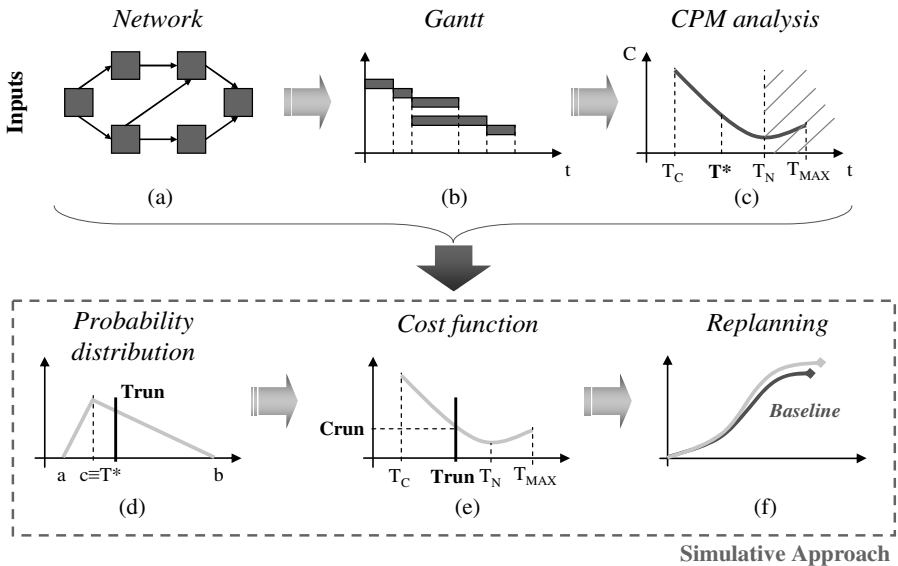 Network
Gantt
CPM analysis
Inputs
C
t
T_C
T*
T_N
T_MAX
t
(a)
(b)
(c)
Probability
distribution
Cost function
Replanning
Trun
a
c≡T*
b
Crun
T_C
Trun
T_N
T_MAX
Baseline
(d)
(e)
(f)
Simulative Approach